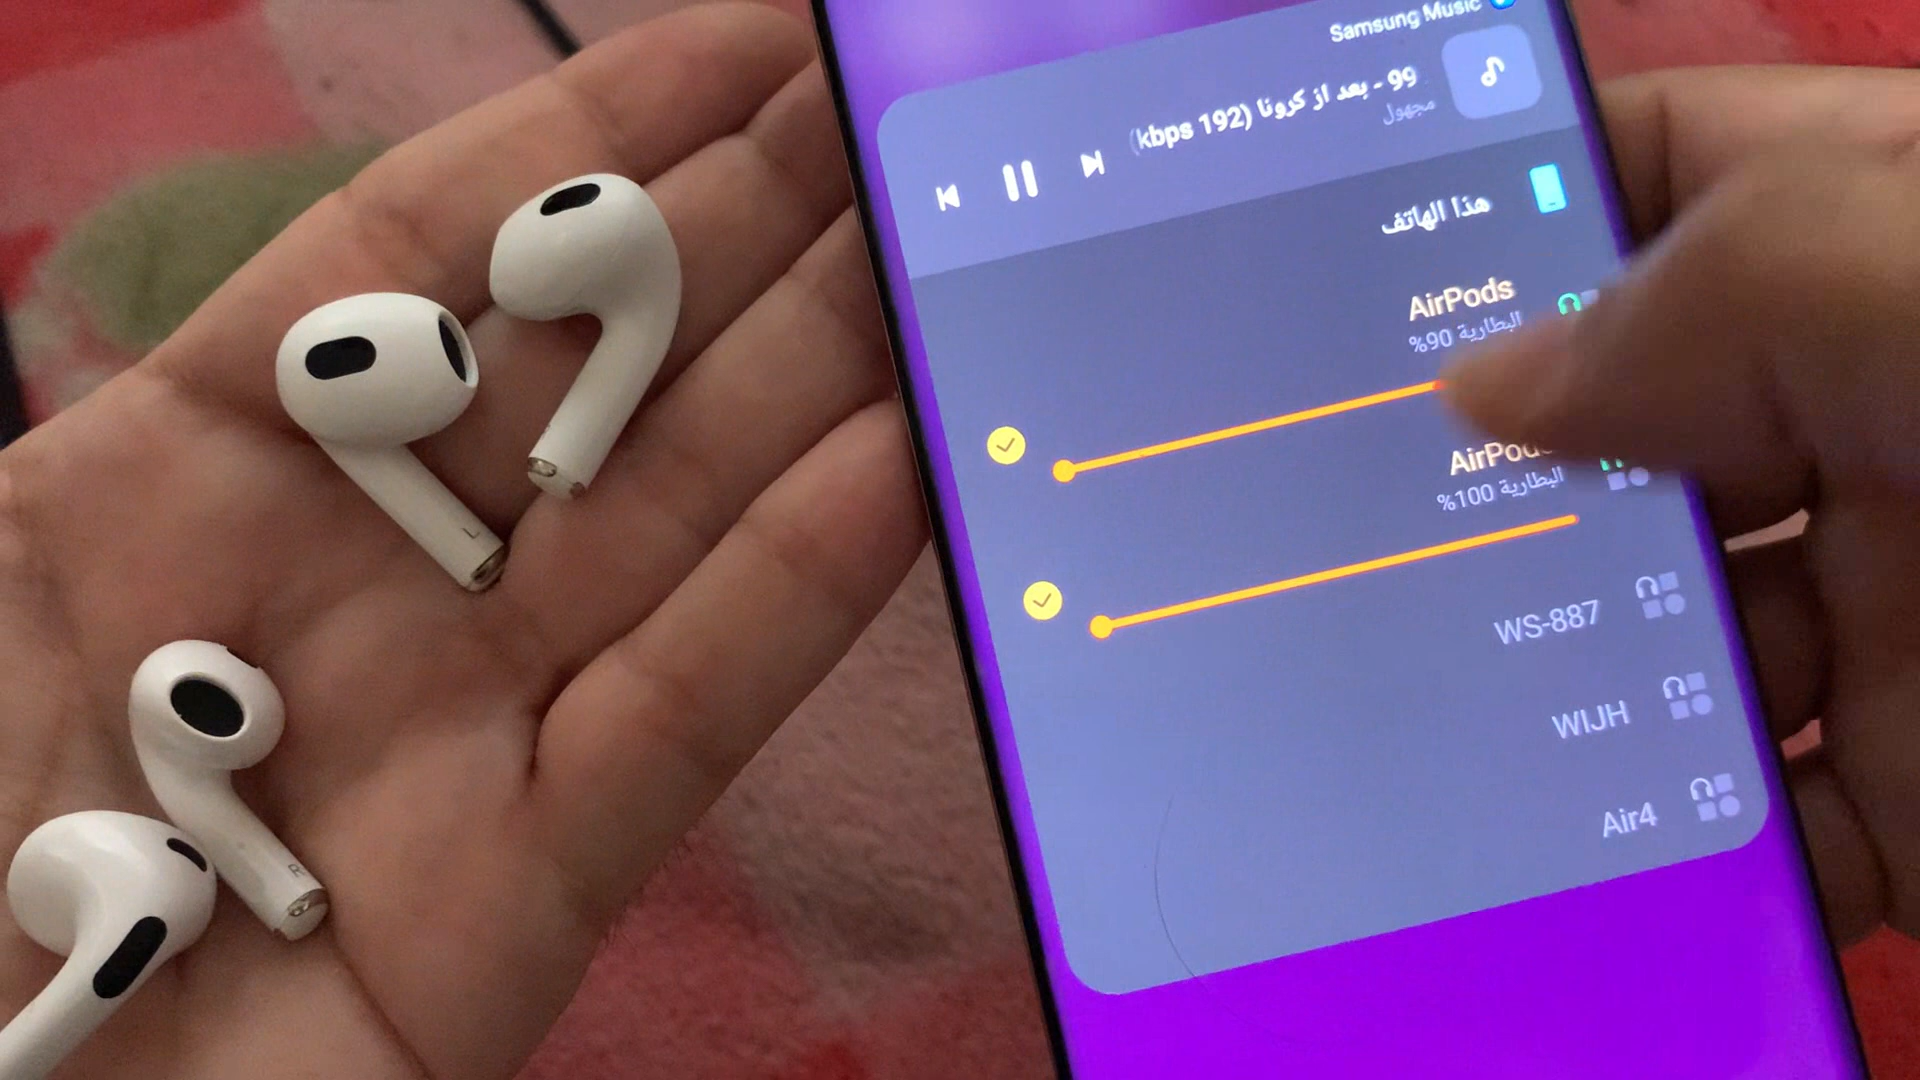 Samsung Music
99 - بعد از كرونا (192 kbps)
مجهول
هذا الهاتف
AirPods
البطارية 90%
AirPods
البطارية 100%
WS-887
WIJH
Air4
L
R